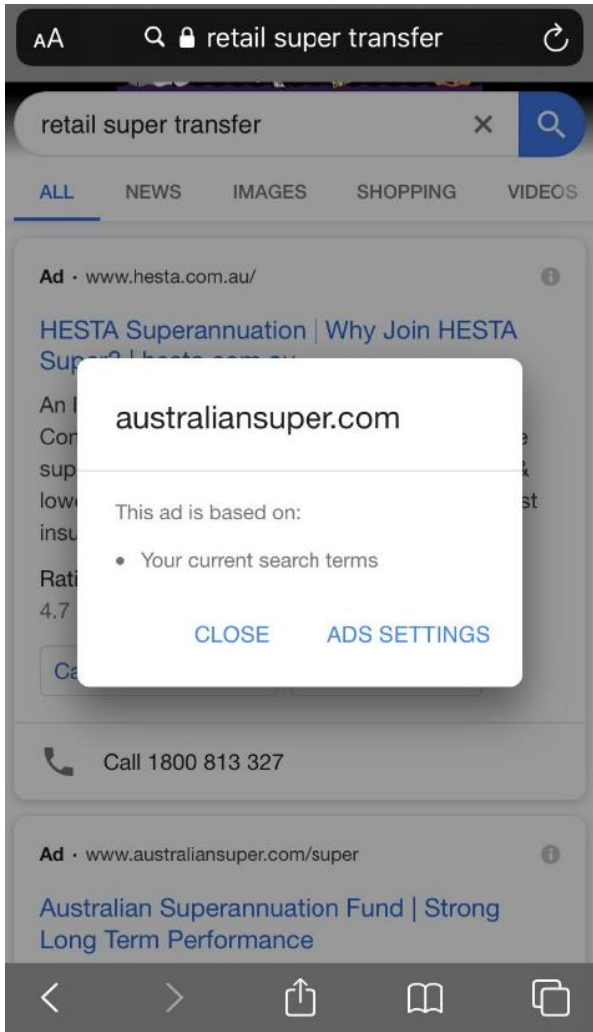 AA retail super transfer
retail super transfer
ALL NEWS IMAGES SHOPPING VIDEOS
Ad · www.hesta.com.au/
HESTA Superannuation | Why Join HESTA
An
australiansuper.com
This ad is based on:
• Your current search terms
CLOSE ADS SETTINGS
4.7
Call 1800 813 327
Ad · www.australiansuper.com/super
Australian Superannuation Fund | Strong
Long Term Performance